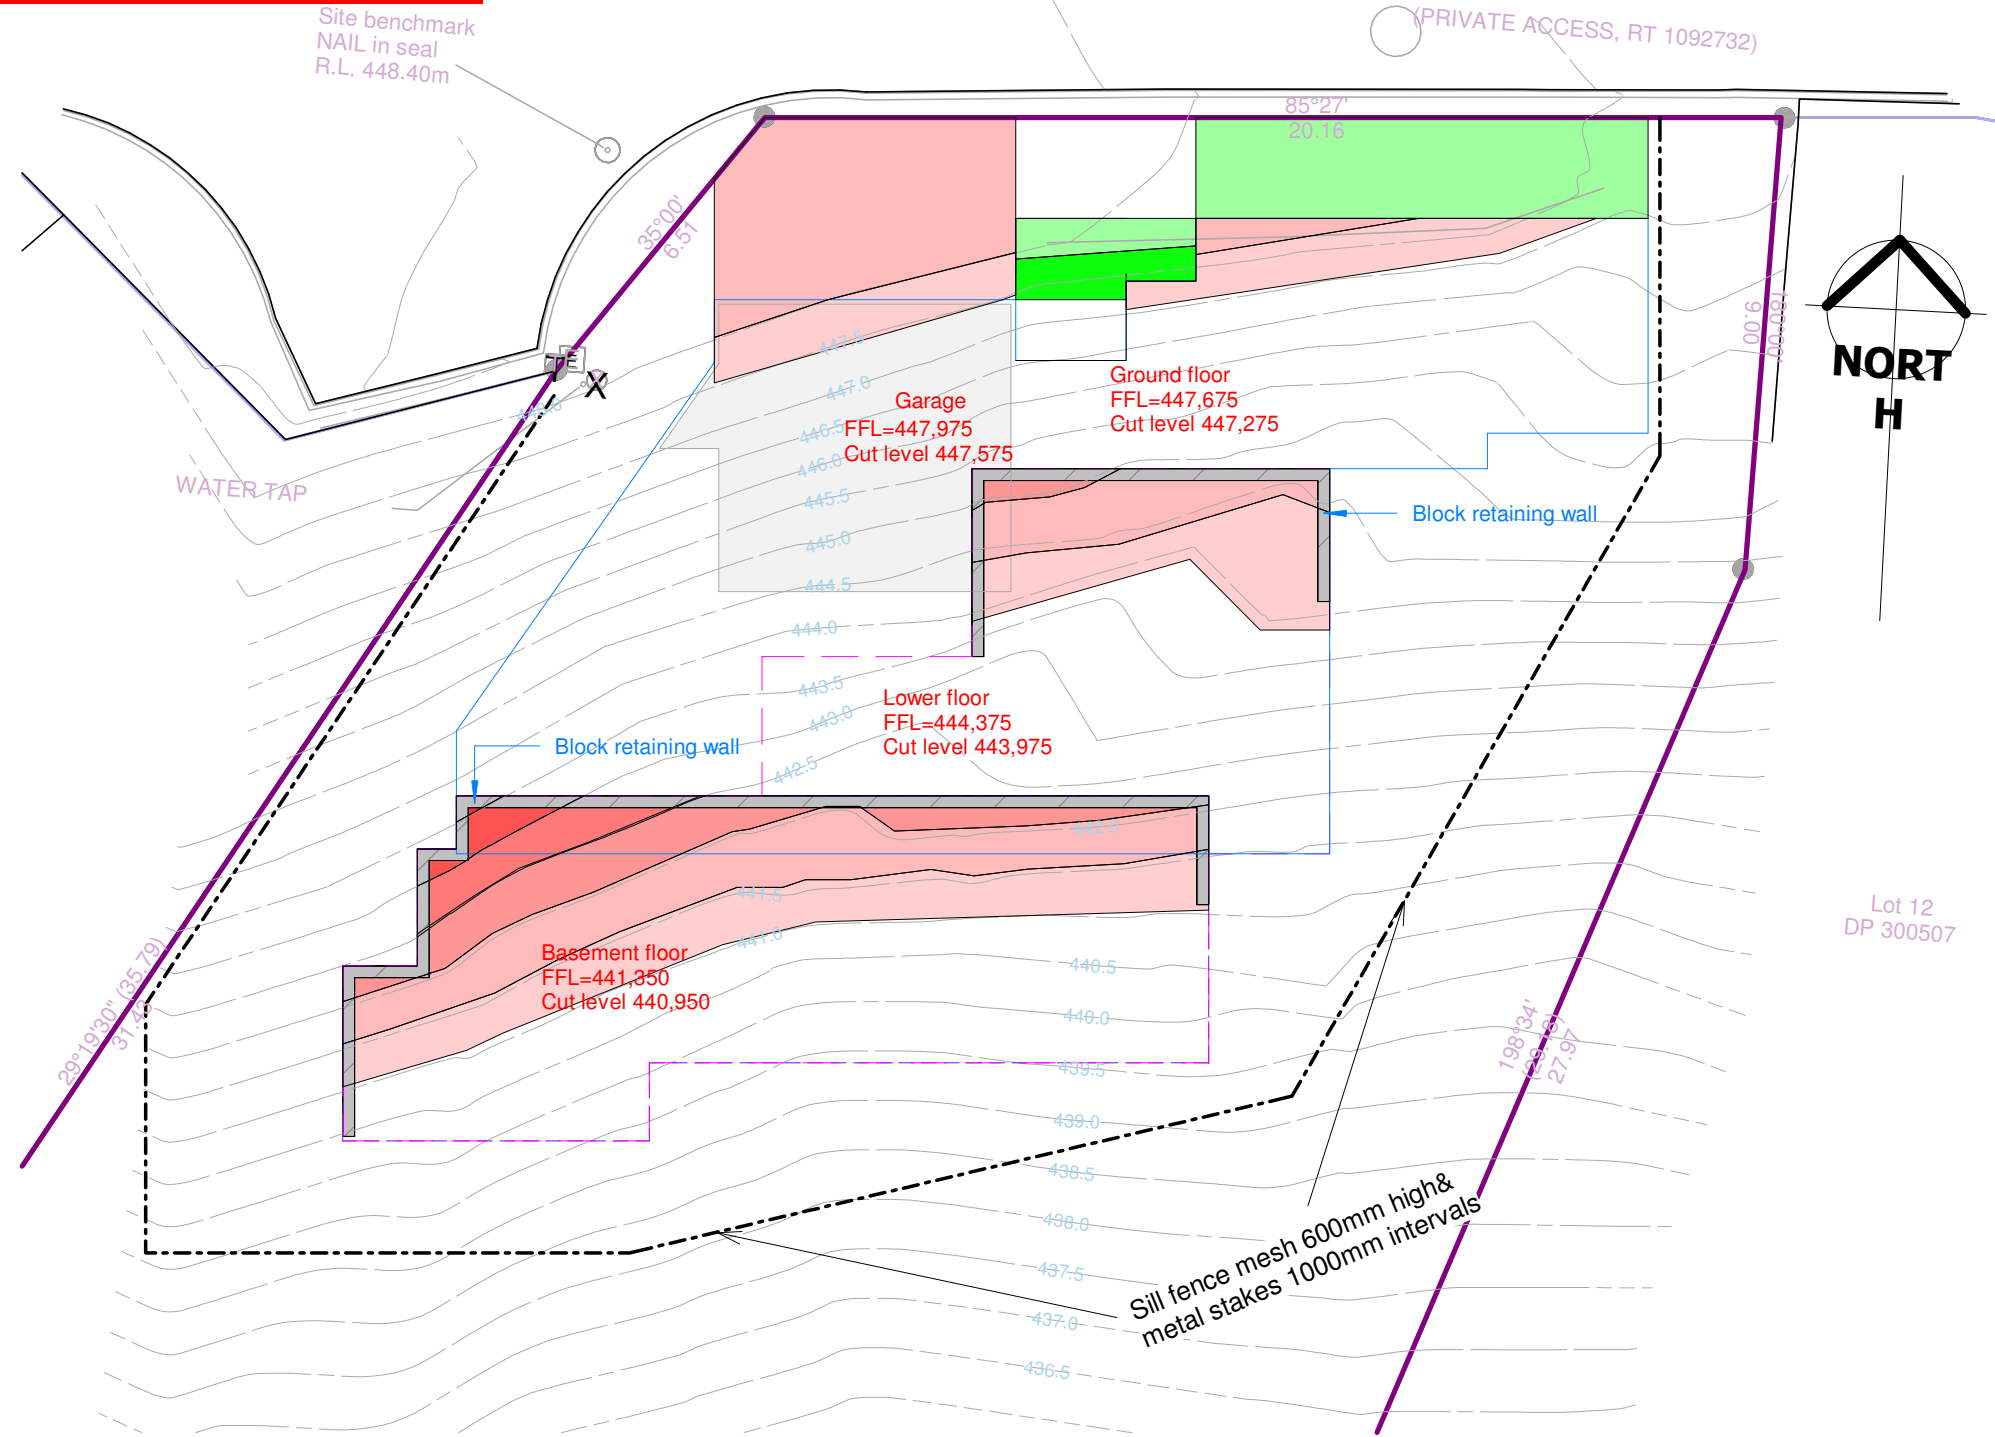 Site benchmark
NAIL in seal
R.L. 448.40m
(PRIVATE ACCESS, RT 1092732)
85°27'
20.16
35°00'
6.51
180°00'
9.00
NORT
H
T
E
X
WATER TAP
448.0
447.5
447.0
446.5
446.0
445.5
445.0
444.5
444.0
443.5
443.0
442.5
442.0
441.5
441.0
440.5
440.0
439.5
439.0
438.5
438.0
437.5
437.0
436.5
Garage
FFL=447,975
Cut level 447,575
Ground floor
FFL=447,675
Cut level 447,275
Block retaining wall
Lower floor
FFL=444,375
Cut level 443,975
Block retaining wall
Basement floor
FFL=441,350
Cut level 440,950
Lot 12
DP 300507
29°19'30" (35.79)
31.43
198°34'
27.97
Sill fence mesh 600mm high&
metal stakes 1000mm intervals